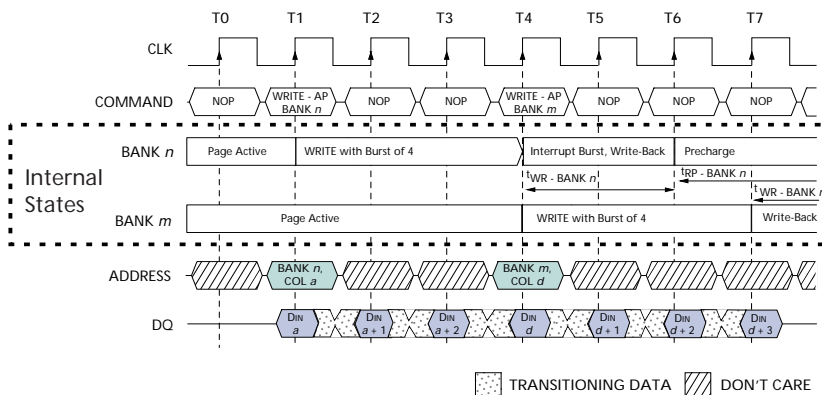 T0 T1 T2 T3 T4 T5 T6 T7
CLK
COMMAND NOP WRITE - AP BANK n NOP NOP WRITE - AP BANK m NOP NOP NOP
Internal States
BANK n Page Active WRITE with Burst of 4 Interrupt Burst, Write-Back Precharge
tWR - BANK n tRP - BANK n
tWR - BANK n
BANK m Page Active WRITE with Burst of 4 Write-Back
ADDRESS BANK n, COL a BANK m, COL d
DQ DIN a DIN a + 1 DIN a + 2 DIN d DIN d + 1 DIN d + 2 DIN d + 3
TRANSITIONING DATA DON'T CARE